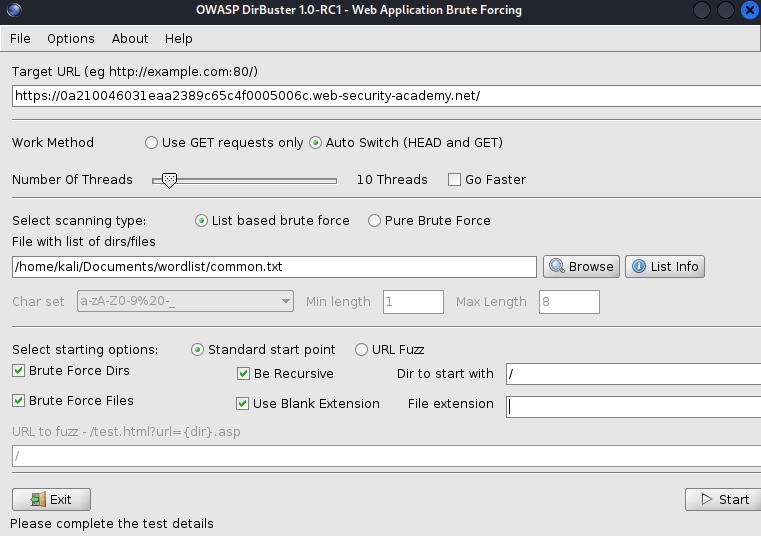 OWASP DirBuster 1.0-RC1 - Web Application Brute Forcing
File Options About Help
Target URL (eg http://example.com:80/)
https://0a210046031eaa2389c65c4f0005006c.web-security-academy.net/
Work Method Use GET requests only Auto Switch (HEAD and GET)
Number Of Threads 10 Threads Go Faster
Select scanning type: List based brute force Pure Brute Force
File with list of dirs/files
/home/kali/Documents/wordlist/common.txt Browse List Info
Char set a-zA-Z0-9%20-_ Min length 1 Max Length 8
Select starting options: Standard start point URL Fuzz
Brute Force Dirs Be Recursive Dir to start with /
Brute Force Files Use Blank Extension File extension
URL to fuzz - /test.html?url={dir}.asp
/
Exit Start
Please complete the test details